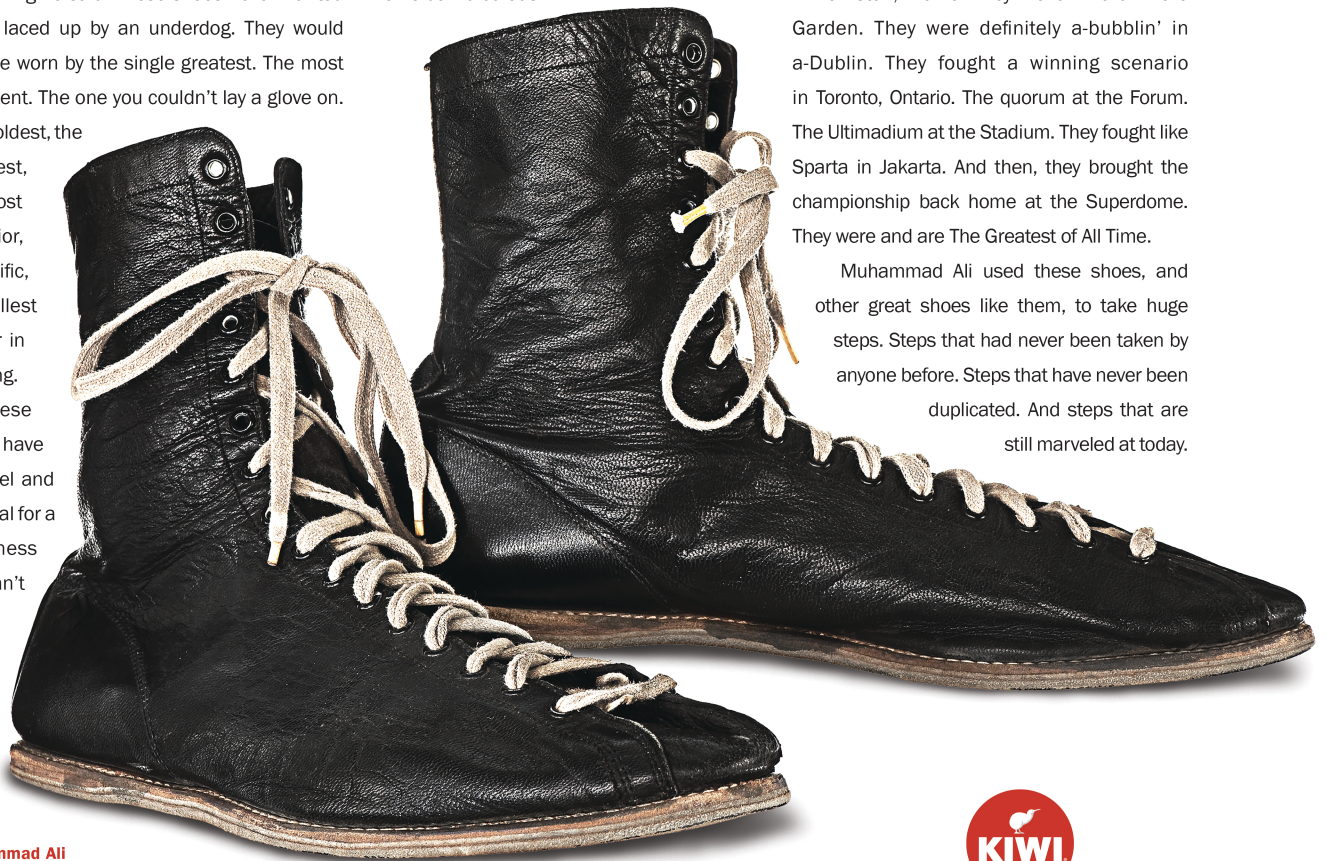 laced up by an underdog. They would
e worn by the single greatest. The most
ent. The one you couldn’t lay a glove on.
oldest, the
est,
ost
ior,
ific,
llest
r in
ng.
ese
have
el and
al for a
ness
an’t
Garden. They were definitely a-bubblin’ in
a-Dublin. They fought a winning scenario
in Toronto, Ontario. The quorum at the Forum.
The Ultimadium at the Stadium. They fought like
Sparta in Jakarta. And then, they brought the
championship back home at the Superdome.
They were and are The Greatest of All Time.
Muhammad Ali used these shoes, and
other great shoes like them, to take huge
steps. Steps that had never been taken by
anyone before. Steps that have never been
duplicated. And steps that are
still marveled at today.
mmad Ali
KIWI